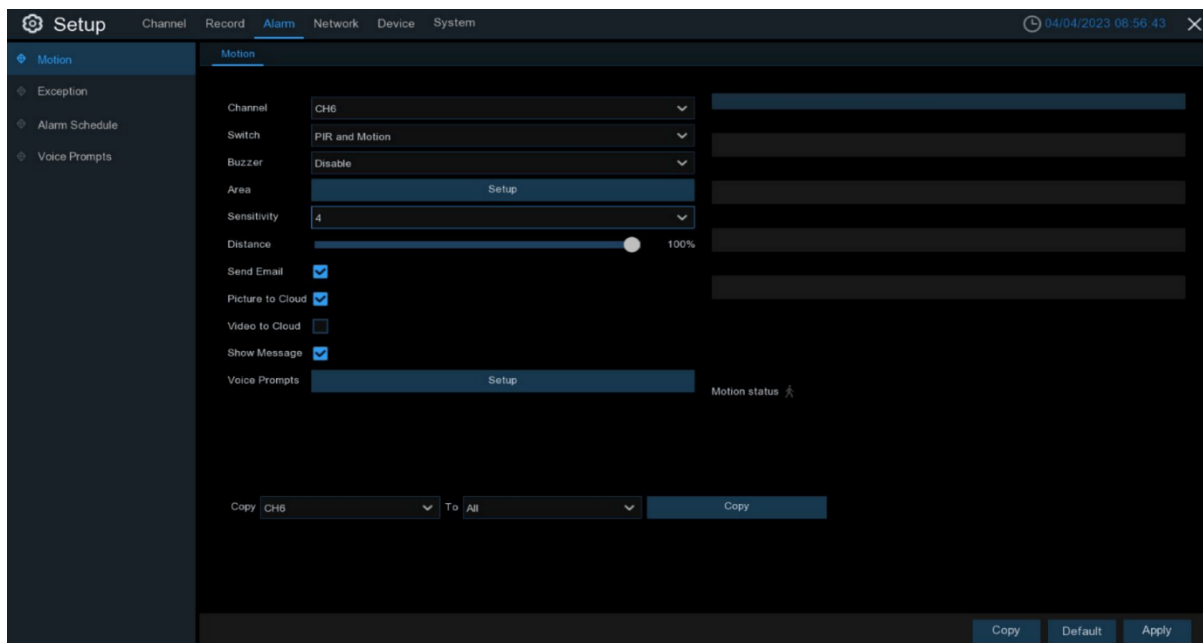 Setup Channel Record Alarm Network Device System 04/04/2023 08:56:43
Motion
Exception
Alarm Schedule
Voice Prompts
Motion
Channel CH6
Switch PIR and Motion
Buzzer Disable
Area Setup
Sensitivity 4
Distance 100%
Send Email
Picture to Cloud
Video to Cloud
Show Message
Voice Prompts Setup
Motion status
Copy CH6 To All Copy
Copy Default Apply